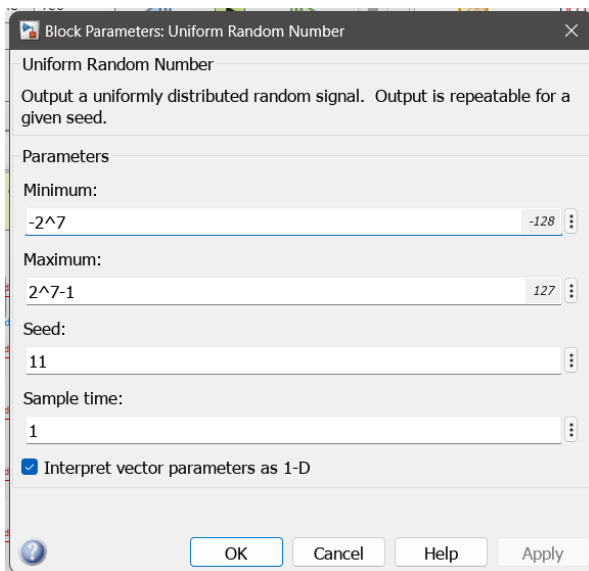 Block Parameters: Uniform Random Number
Uniform Random Number
Output a uniformly distributed random signal.  Output is repeatable for a
given seed.
Parameters
Minimum:
-2^7 -128
Maximum:
2^7-1 127
Seed:
11
Sample time:
1
Interpret vector parameters as 1-D
OK Cancel Help Apply